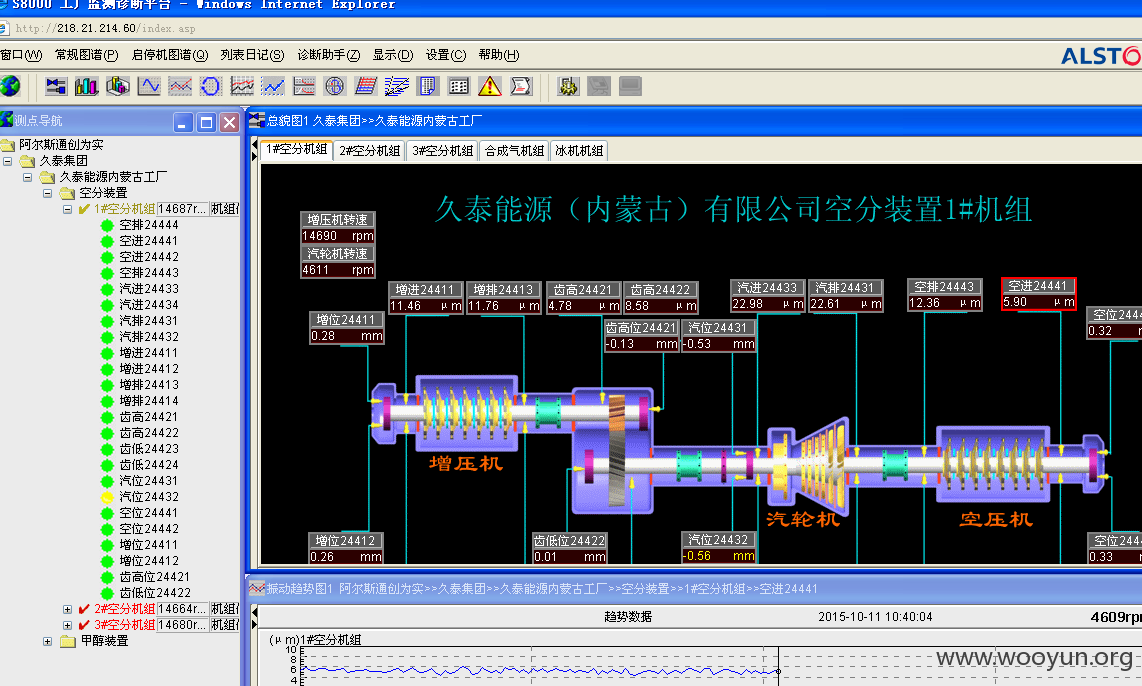 S8000 工厂监测诊断平台 - Windows Internet Explorer
http://218.21.214.60/index.asp
窗口(W) 常规图谱(P) 启停机图谱(Q) 列表日记(S) 诊断助手(Z) 显示(D) 设置(C) 帮助(H)
ALSTO
测点导航
阿尔斯通创为实
久泰集团
久泰能源内蒙古工厂
空分装置
1#空分机组 14687r... 机组
空排24444
空进24441
空进24442
空排24443
汽进24433
汽进24434
汽排24431
汽排24432
增进24411
增进24412
增排24413
增排24414
齿高24421
齿高24422
齿低24423
齿低24424
汽位24431
汽位24432
空位24441
空位24442
增位24411
增位24412
齿高位24421
齿低位24422
2#空分机组 14664r... 机组
3#空分机组 14680r... 机组
甲醇装置
总貌图1 久泰集团>>久泰能源内蒙古工厂
1#空分机组 2#空分机组 3#空分机组 合成气机组 冰机机组
久泰能源（内蒙古）有限公司空分装置1#机组
增压机转速
14690 rpm
汽轮机转速
4611 rpm
增进24411
11.46 μm
增排24413
11.76 μm
齿高24421
4.78 μm
齿高24422
8.58 μm
汽进24433
22.98 μm
汽排24431
22.61 μm
空排24443
12.36 μm
空进24441
5.90 μm
增位24411
0.28 mm
齿高位24421
-0.13 mm
汽位24431
-0.53 mm
空位244
0.32
增压机
汽轮机
空压机
增位24412
0.26 mm
齿低位24422
0.01 mm
汽位24432
-0.56 mm
空位244
0.33
振动趋势图1 阿尔斯通创为实>>久泰集团>>久泰能源内蒙古工厂>>空分装置>>1#空分机组>>空进24441
趋势数据 2015-10-11 10:40:04 4609rp
(μm)1#空分机组
10
8
6
4
www.wooyun.org